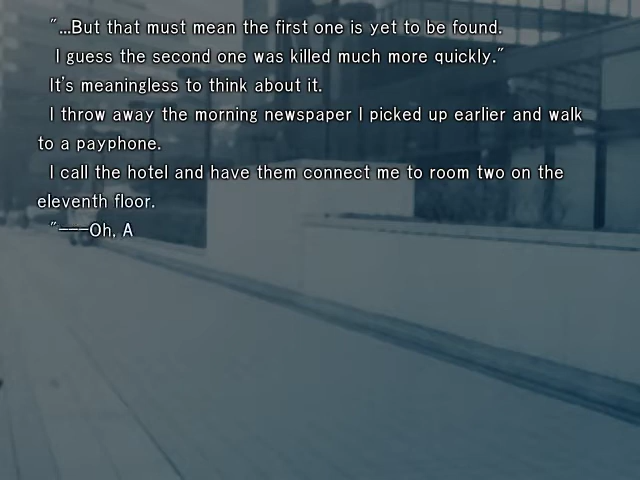 "...But that must mean the first one is yet to be found.
I guess the second one was killed much more quickly."
It's meaningless to think about it.
I throw away the morning newspaper I picked up earlier and walk
to a payphone.
I call the hotel and have them connect me to room two on the
eleventh floor.
"———Oh, A